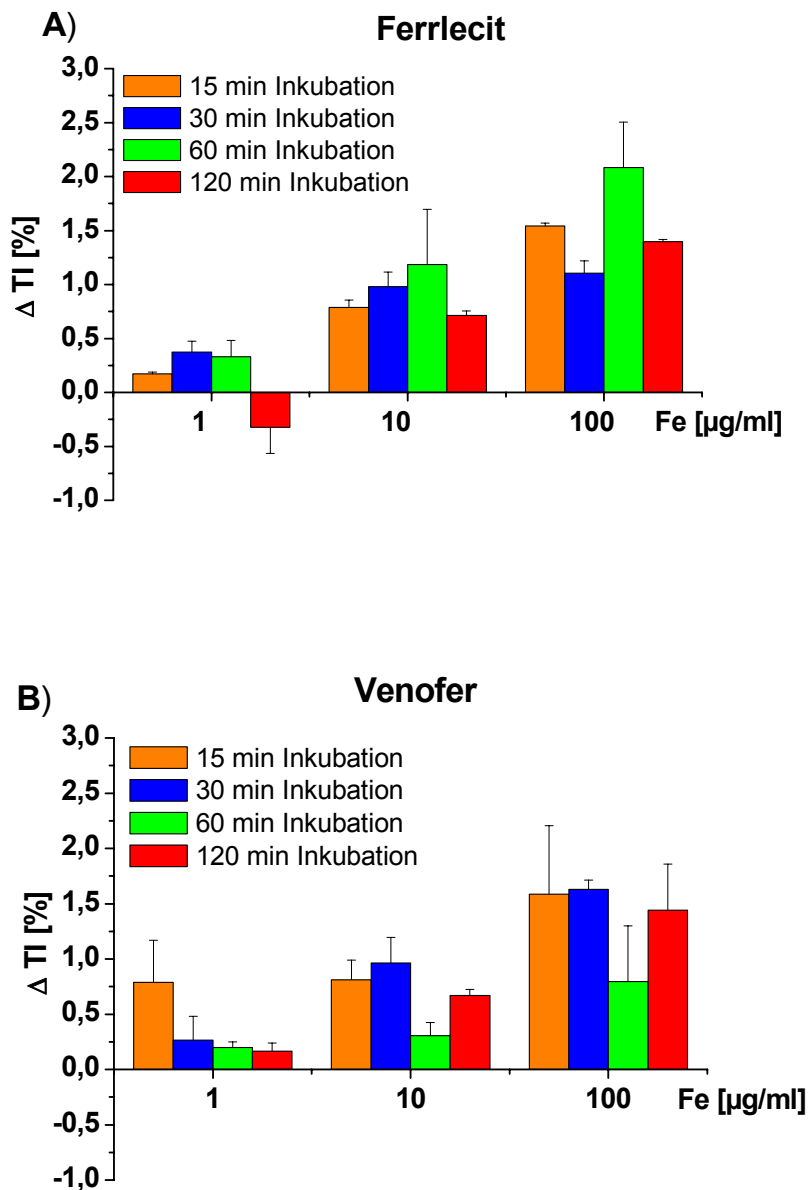 A) Ferrlecit
3,0
15 min Inkubation
2,5
30 min Inkubation
60 min Inkubation
2,0
120 min Inkubation
1,5
Δ TI [%]
1,0
0,5
0,0
1 10 100 Fe [µg/ml]
-0,5
-1,0
B) Venofer
3,0
15 min Inkubation
2,5
30 min Inkubation
60 min Inkubation
2,0
120 min Inkubation
1,5
Δ TI [%]
1,0
0,5
0,0
1 10 100 Fe [µg/ml]
-0,5
-1,0